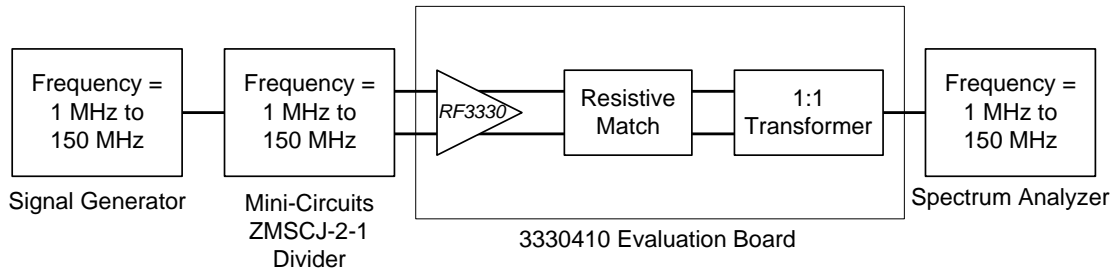 Frequency =
1 MHz to
150 MHz
Signal Generator
Frequency =
1 MHz to
150 MHz
Mini-Circuits
ZMSCJ-2-1
Divider
RF3330
Resistive
Match
1:1
Transformer
3330410 Evaluation Board
Frequency =
1 MHz to
150 MHz
Spectrum Analyzer